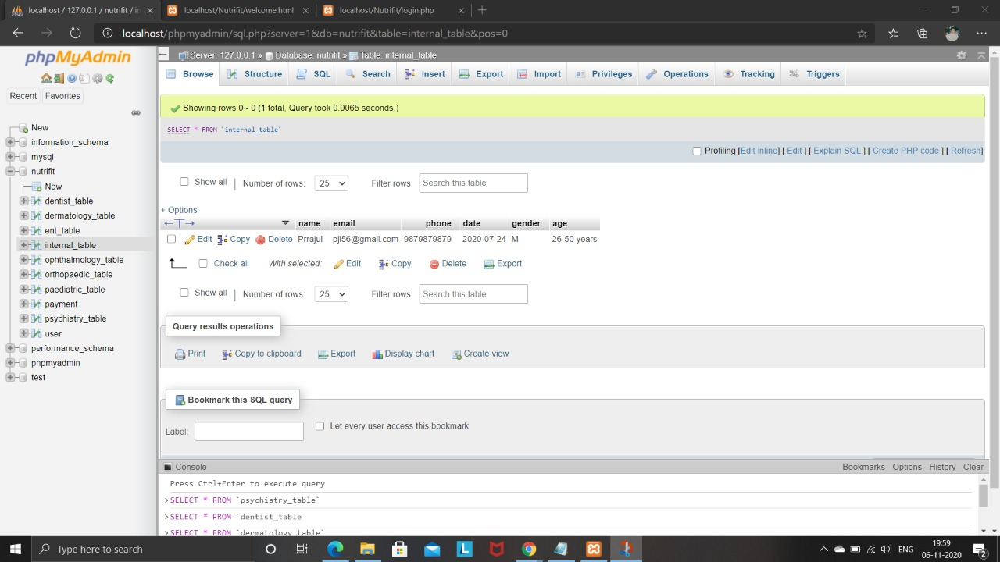 localhost / 127.0.0.1 / nutrifit / in
localhost/Nutrifit/welcome.html
localhost/Nutrifit/login.php
localhost/phpmyadmin/sql.php?server=1&db=nutrifit&table=internal_table&pos=0
phpMyAdmin
Recent
Favorites
New
information_schema
mysql
nutrifit
New
dentist_table
dermatology_table
ent_table
internal_table
ophthalmology_table
orthopaedic_table
paediatric_table
payment
psychiatry_table
user
performance_schema
phpmyadmin
test
Server: 127.0.0.1 » Database: nutrifit » Table: internal_table
Browse Structure SQL Search Insert Export Import Privileges Operations Tracking Triggers
Showing rows 0 - 0 (1 total, Query took 0.0065 seconds.)
SELECT * FROM `internal_table`
Profiling [Edit inline] [ Edit ] [ Explain SQL ] [ Create PHP code ] [ Refresh]
Show all | Number of rows: 25 Filter rows: Search this table
+ Options
←T→ name email phone date gender age
Edit Copy Delete Prrajul pjl56@gmail.com 9879879879 2020-07-24 M 26-50 years
Check all With selected: Edit Copy Delete Export
Show all | Number of rows: 25 Filter rows: Search this table
Query results operations
Print Copy to clipboard Export Display chart Create view
Bookmark this SQL query
Label: Let every user access this bookmark
Console Bookmarks Options History Clear
Press Ctrl+Enter to execute query
>SELECT * FROM `psychiatry_table`
>SELECT * FROM `dentist_table`
>SELECT * FROM `dermatology_table`
Type here to search
ENG
19:59
06-11-2020
2